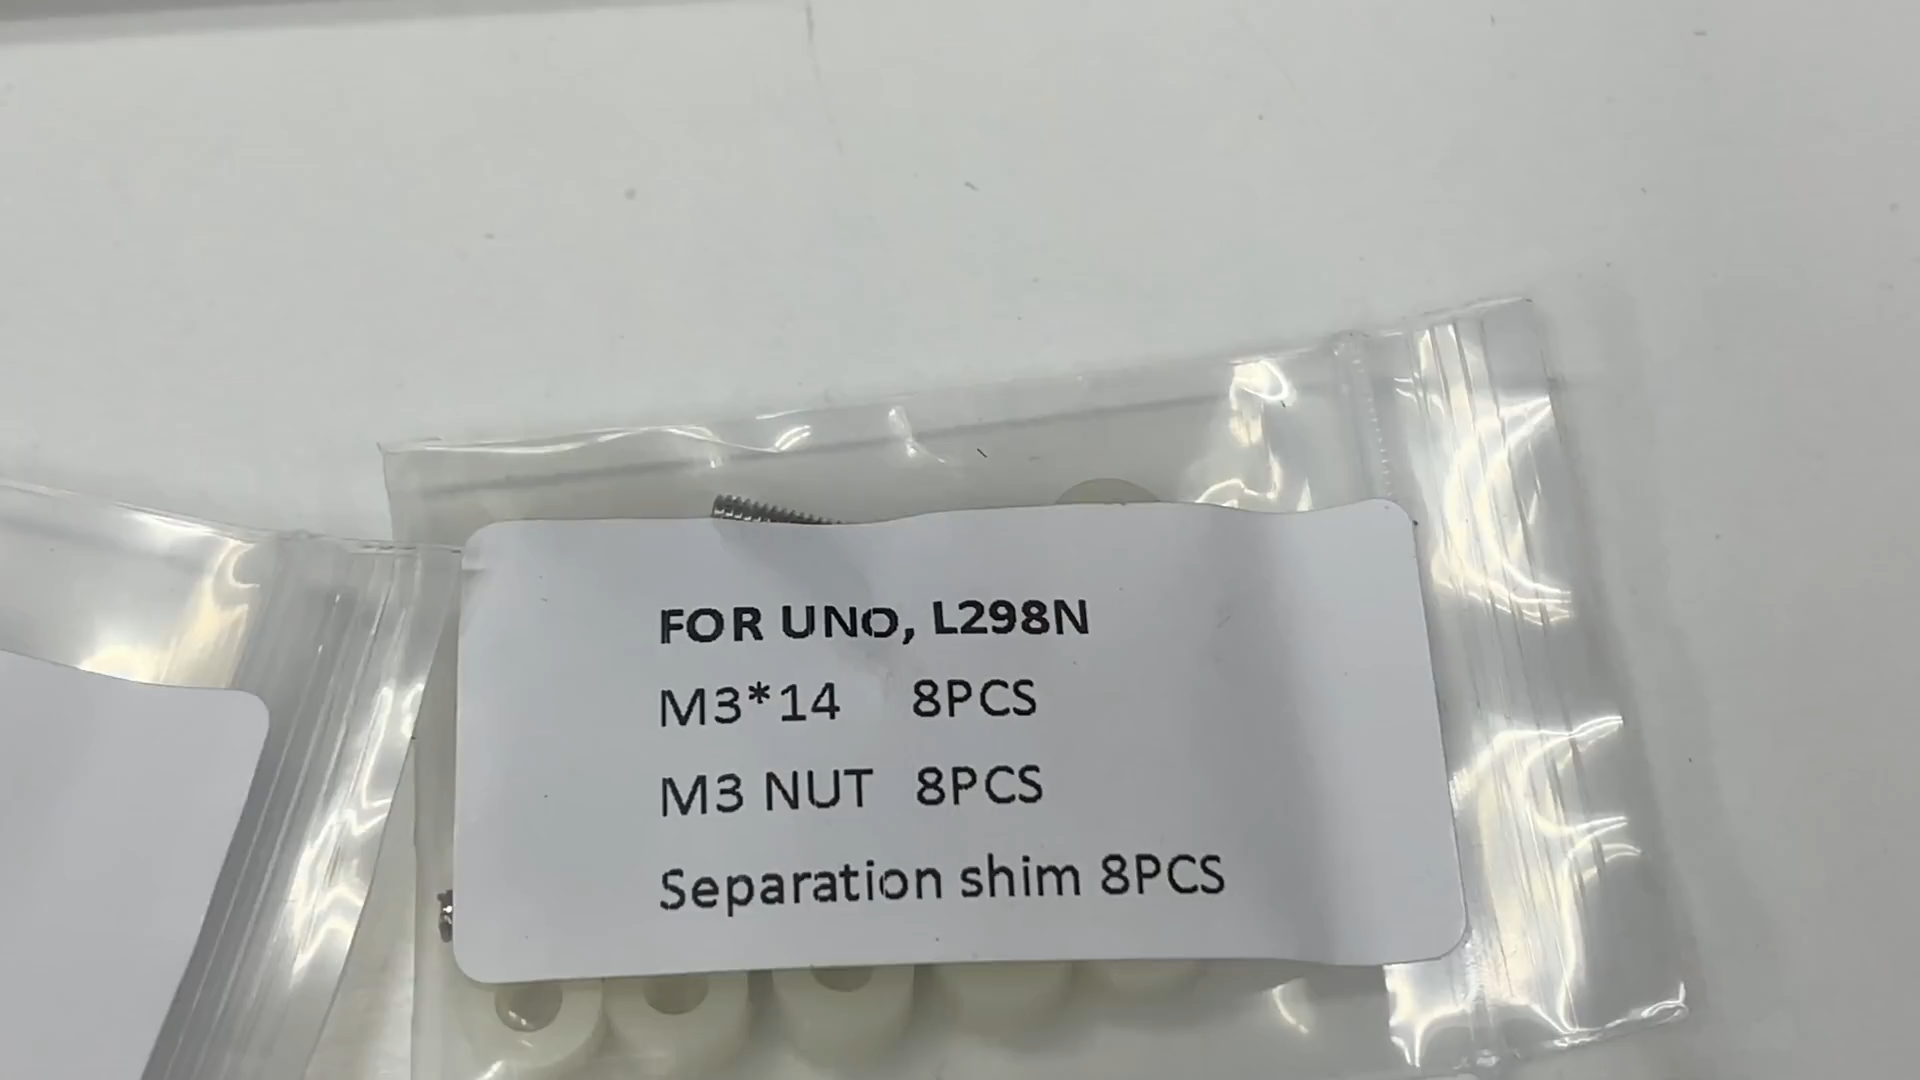 FOR UNO, L298N
M3*14 8PCS
M3 NUT 8PCS
Separation shim 8PCS